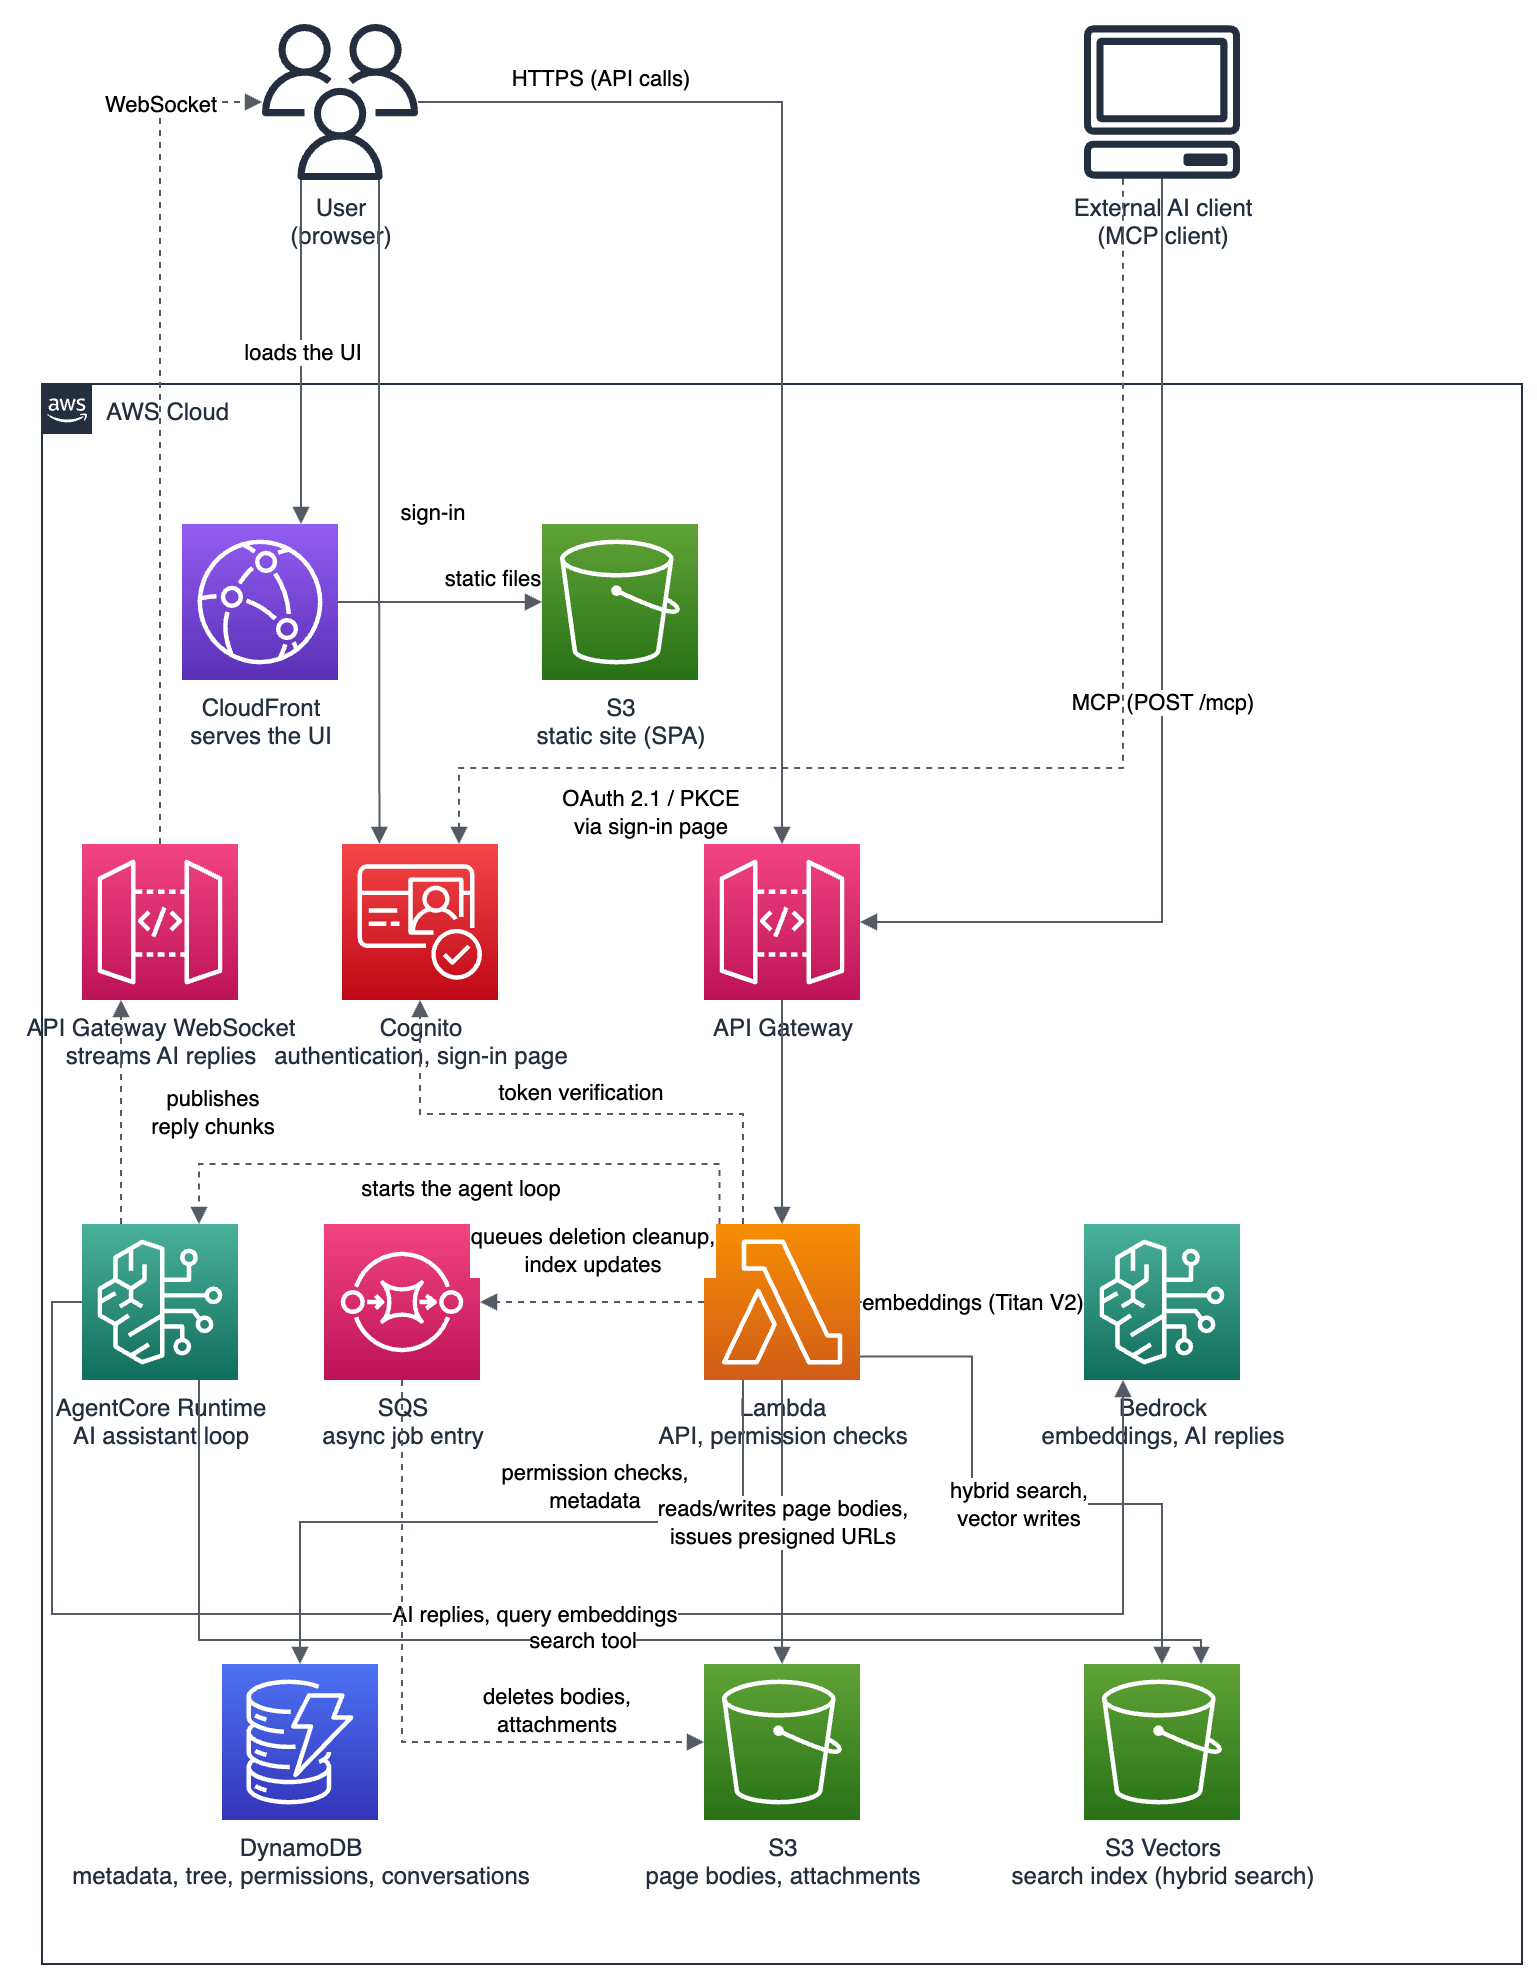 HTTPS (API calls)
WebSocket
User
(browser)
External AI client
(MCP client)
loads the UI
aws
AWS Cloud
sign-in
static files
CloudFront
serves the UI
S3
static site (SPA)
MCP (POST /mcp)
OAuth 2.1 / PKCE
via sign-in page
API Gateway WebSocket
streams AI replies
Cognito
authentication, sign-in page
API Gateway
publishes
reply chunks
token verification
starts the agent loop
queues deletion cleanup,
index updates
embeddings (Titan V2)
AgentCore Runtime
AI assistant loop
SQS
async job entry
Lambda
API, permission checks
Bedrock
embeddings, AI replies
permission checks,
metadata
reads/writes page bodies,
issues presigned URLs
hybrid search,
vector writes
AI replies, query embeddings
search tool
deletes bodies,
attachments
DynamoDB
metadata, tree, permissions, conversations
S3
page bodies, attachments
S3 Vectors
search index (hybrid search)